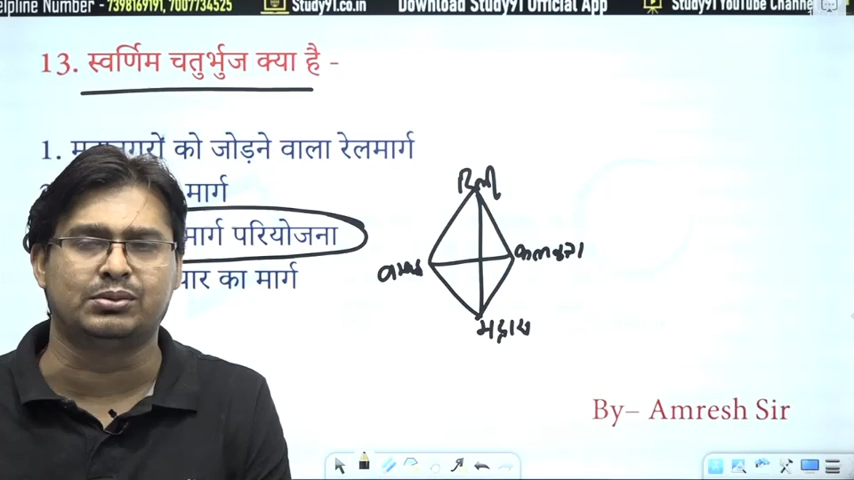 elpline Number - 7398169191, 7007734525 Study91.co.in Download Study91 Official App Study91 YouTube Channel
13. स्वर्णिम चतुर्भुज क्या है -
1. को जोड़ने वाला रेलमार्ग
मार्ग
मार्ग परियोजना
का मार्ग
दिल्ली
कलकत्ता
मद्रास
By– Amresh Sir